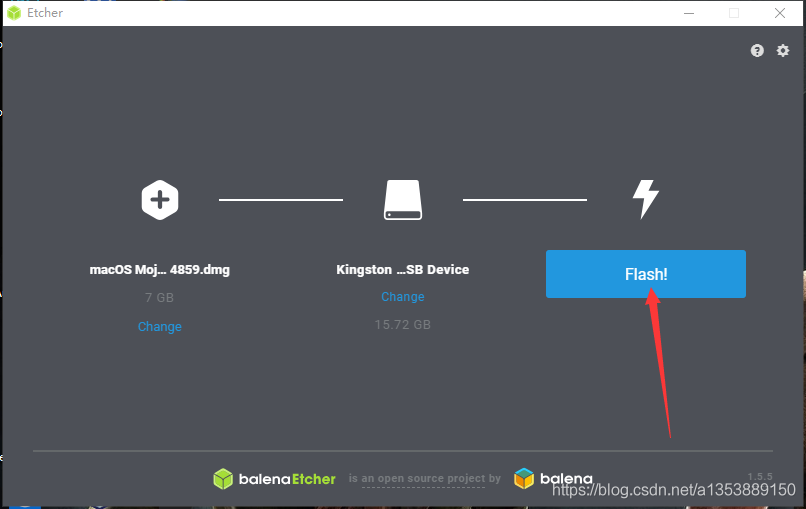 Etcher
macOS Moj... 4859.dmg
7 GB
Change
Kingston ...SB Device
Change
15.72 GB
Flash!
balenaEtcher is an open source project by balena
1.5.5
https://blog.csdn.net/a1353889150